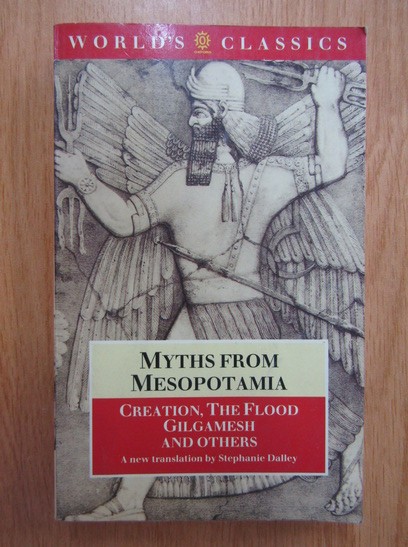 WORLD'S CLASSICS
MYTHS FROM
MESOPOTAMIA
CREATION, THE FLOOD
GILGAMESH
AND OTHERS
A new translation by Stephanie Dalley